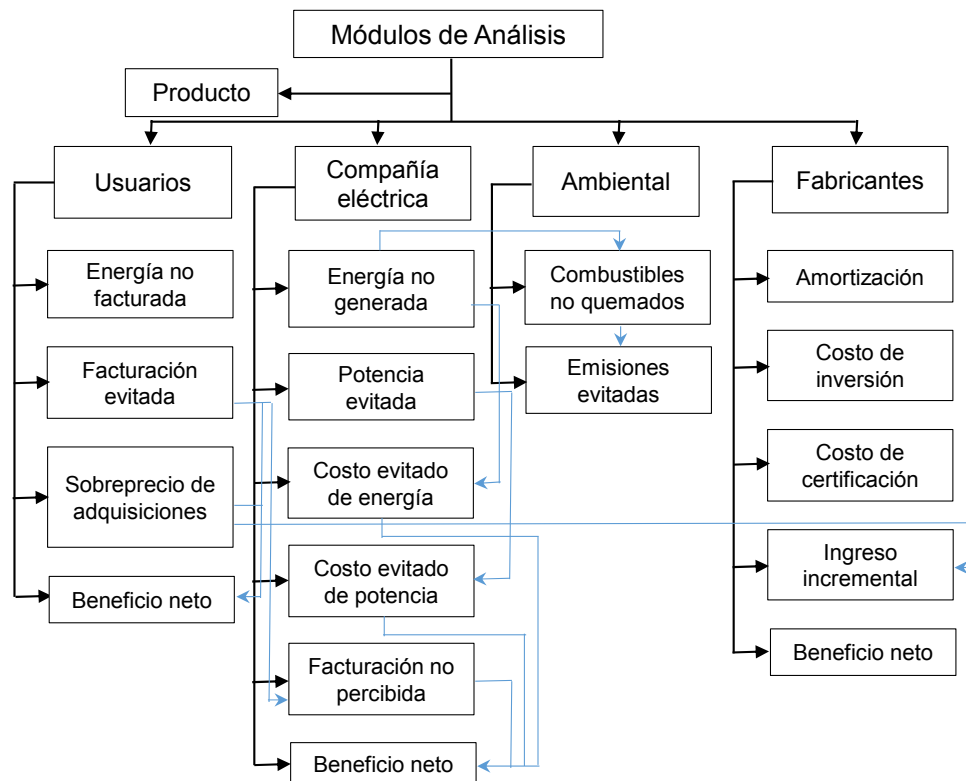 Módulos de Análisis
Producto
Usuarios
Compañía
eléctrica
Ambiental
Fabricantes
Energía no
facturada
Facturación
evitada
Sobreprecio de
adquisiciones
Beneficio neto
Energía no
generada
Potencia
evitada
Costo evitado
de energía
Costo evitado
de potencia
Facturación no
percibida
Beneficio neto
Combustibles
no quemados
Emisiones
evitadas
Amortización
Costo de
inversión
Costo de
certificación
Ingreso
incremental
Beneficio neto